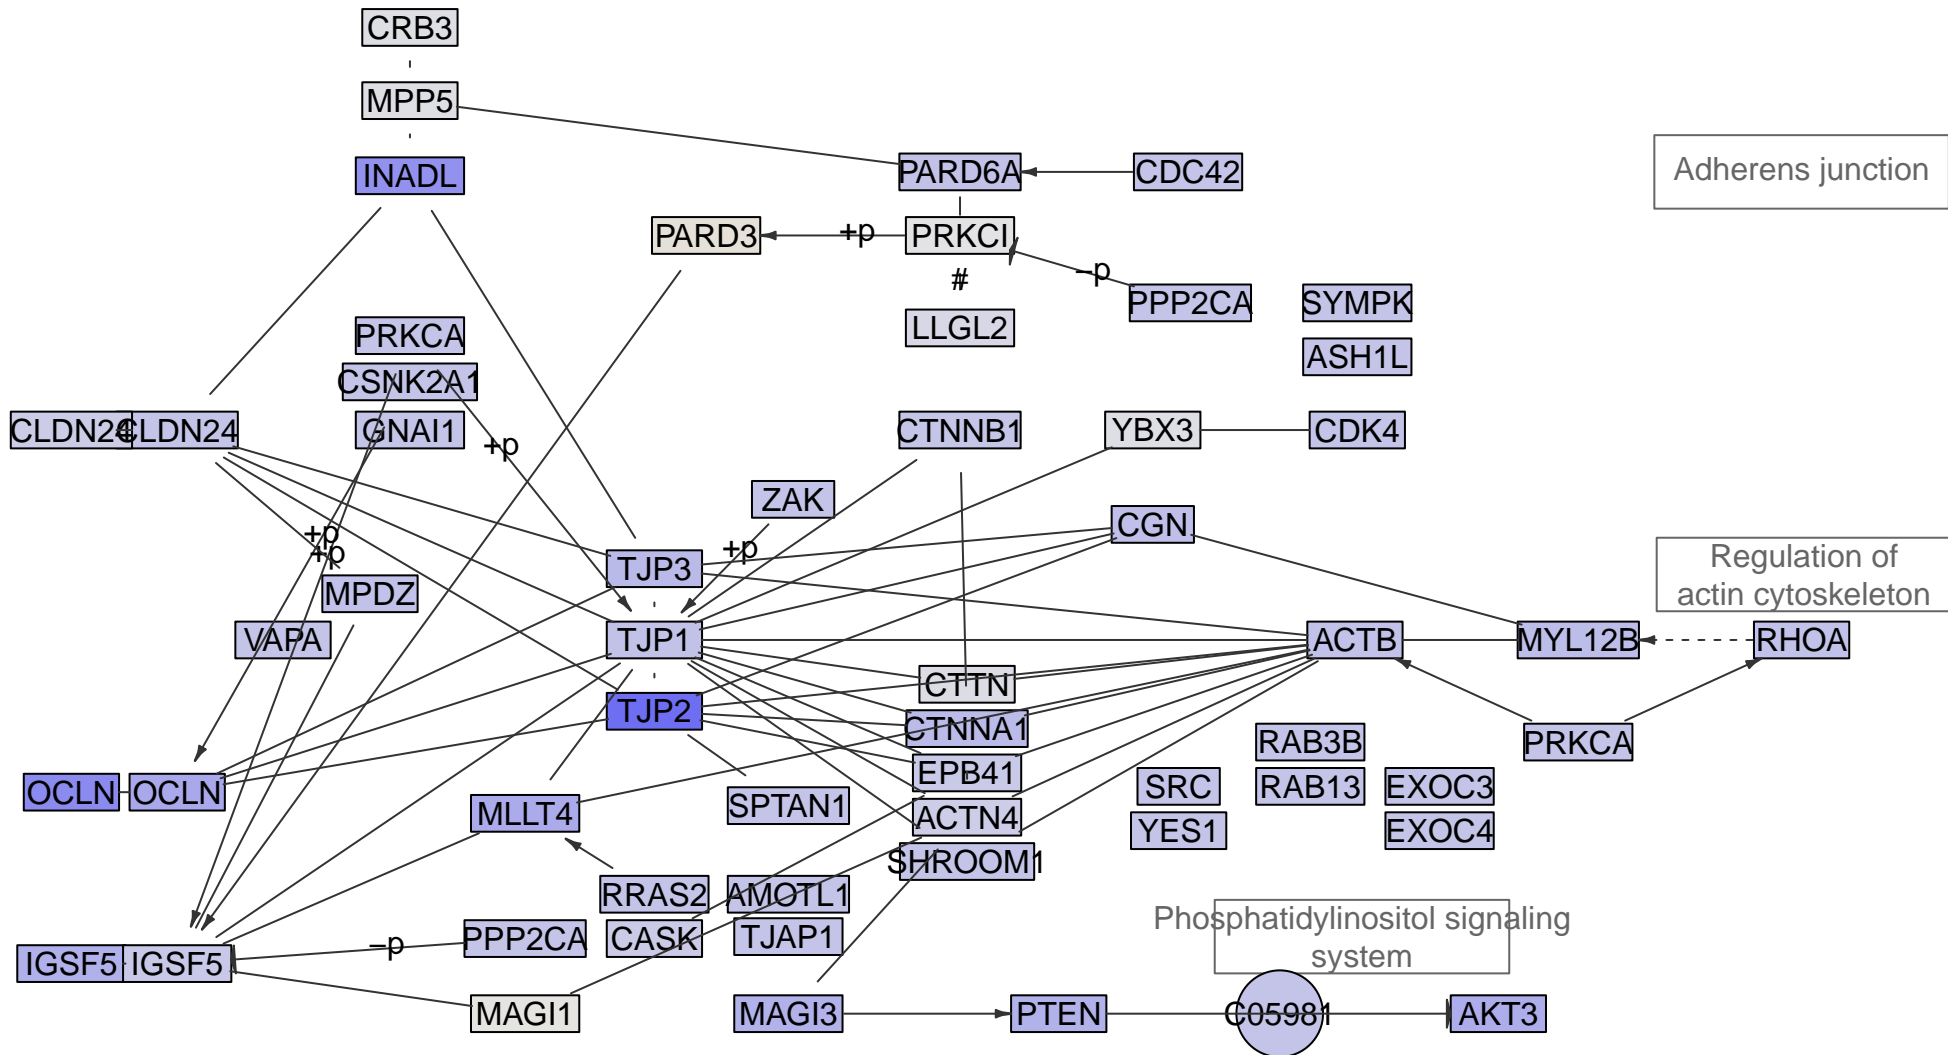 CRB3
MPP5
INADL
PARD6A
CDC42
Adherens junction
PARD3
+p
PRKCI
#
−p
PPP2CA
SYMPK
LLGL2
PRKCA
ASH1L
CSNK2A1
CLDN24
CLDN24
GNAI1
+p
CTNNB1
YBX3
CDK4
ZAK
CGN
+p
+p
+p
TJP3
MPDZ
Regulation of
actin cytoskeleton
VAPA
TJP1
ACTB
MYL12B
RHOA
CTTN
TJP2
CTNNA1
RAB3B
PRKCA
EPB41
OCLN
OCLN
SRC
RAB13
EXOC3
MLLT4
SPTAN1
ACTN4
YES1
EXOC4
SHROOM1
RRAS2
AMOTL1
Phosphatidylinositol signaling
system
−p
PPP2CA
CASK
TJAP1
IGSF5
IGSF5
MAGI1
MAGI3
PTEN
C05981
AKT3